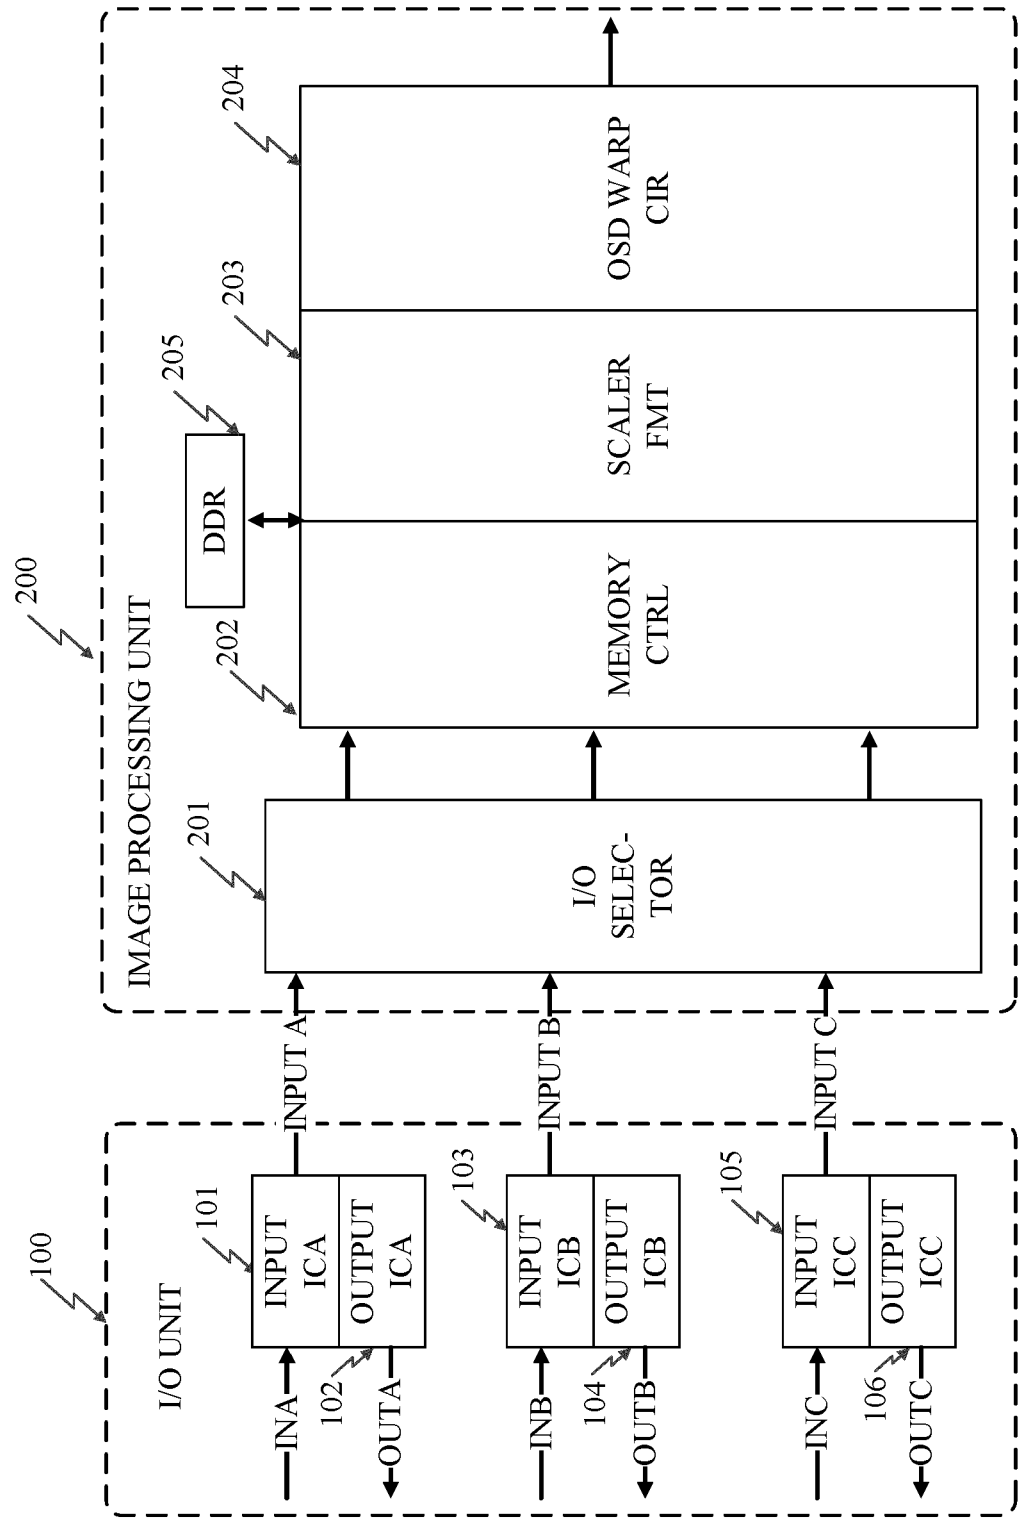 100
I/O UNIT
INA
101
INPUT
ICA
OUTPUT
ICA
102
OUTA
INPUT A
INB
103
INPUT
ICB
OUTPUT
ICB
104
OUTB
INPUT B
INC
105
INPUT
ICC
OUTPUT
ICC
106
OUTC
INPUT C
200
IMAGE PROCESSING UNIT
201
I/O
SELEC-
TOR
202
MEMORY
CTRL
DDR
205
203
SCALER
FMT
204
OSD WARP
CIR